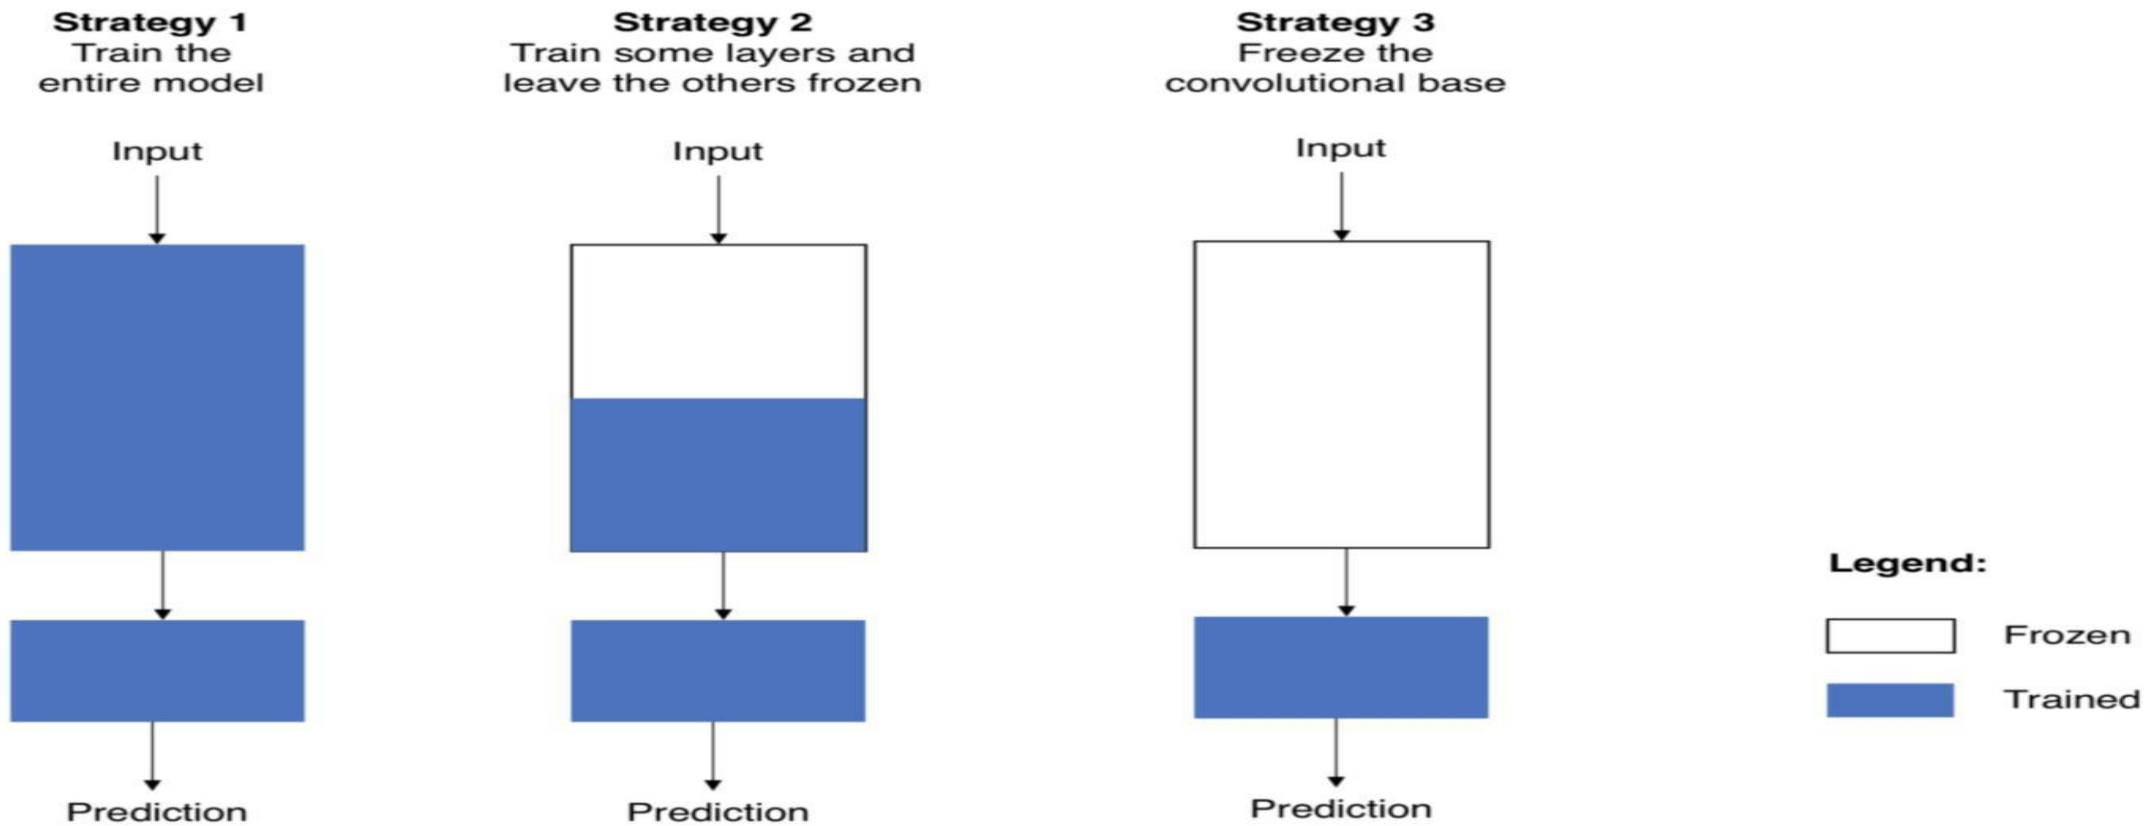 Strategy 1
Train the
entire model
Input
Prediction
Strategy 2
Train some layers and
leave the others frozen
Input
Prediction
Strategy 3
Freeze the
convolutional base
Input
Prediction
Legend:
Frozen
Trained